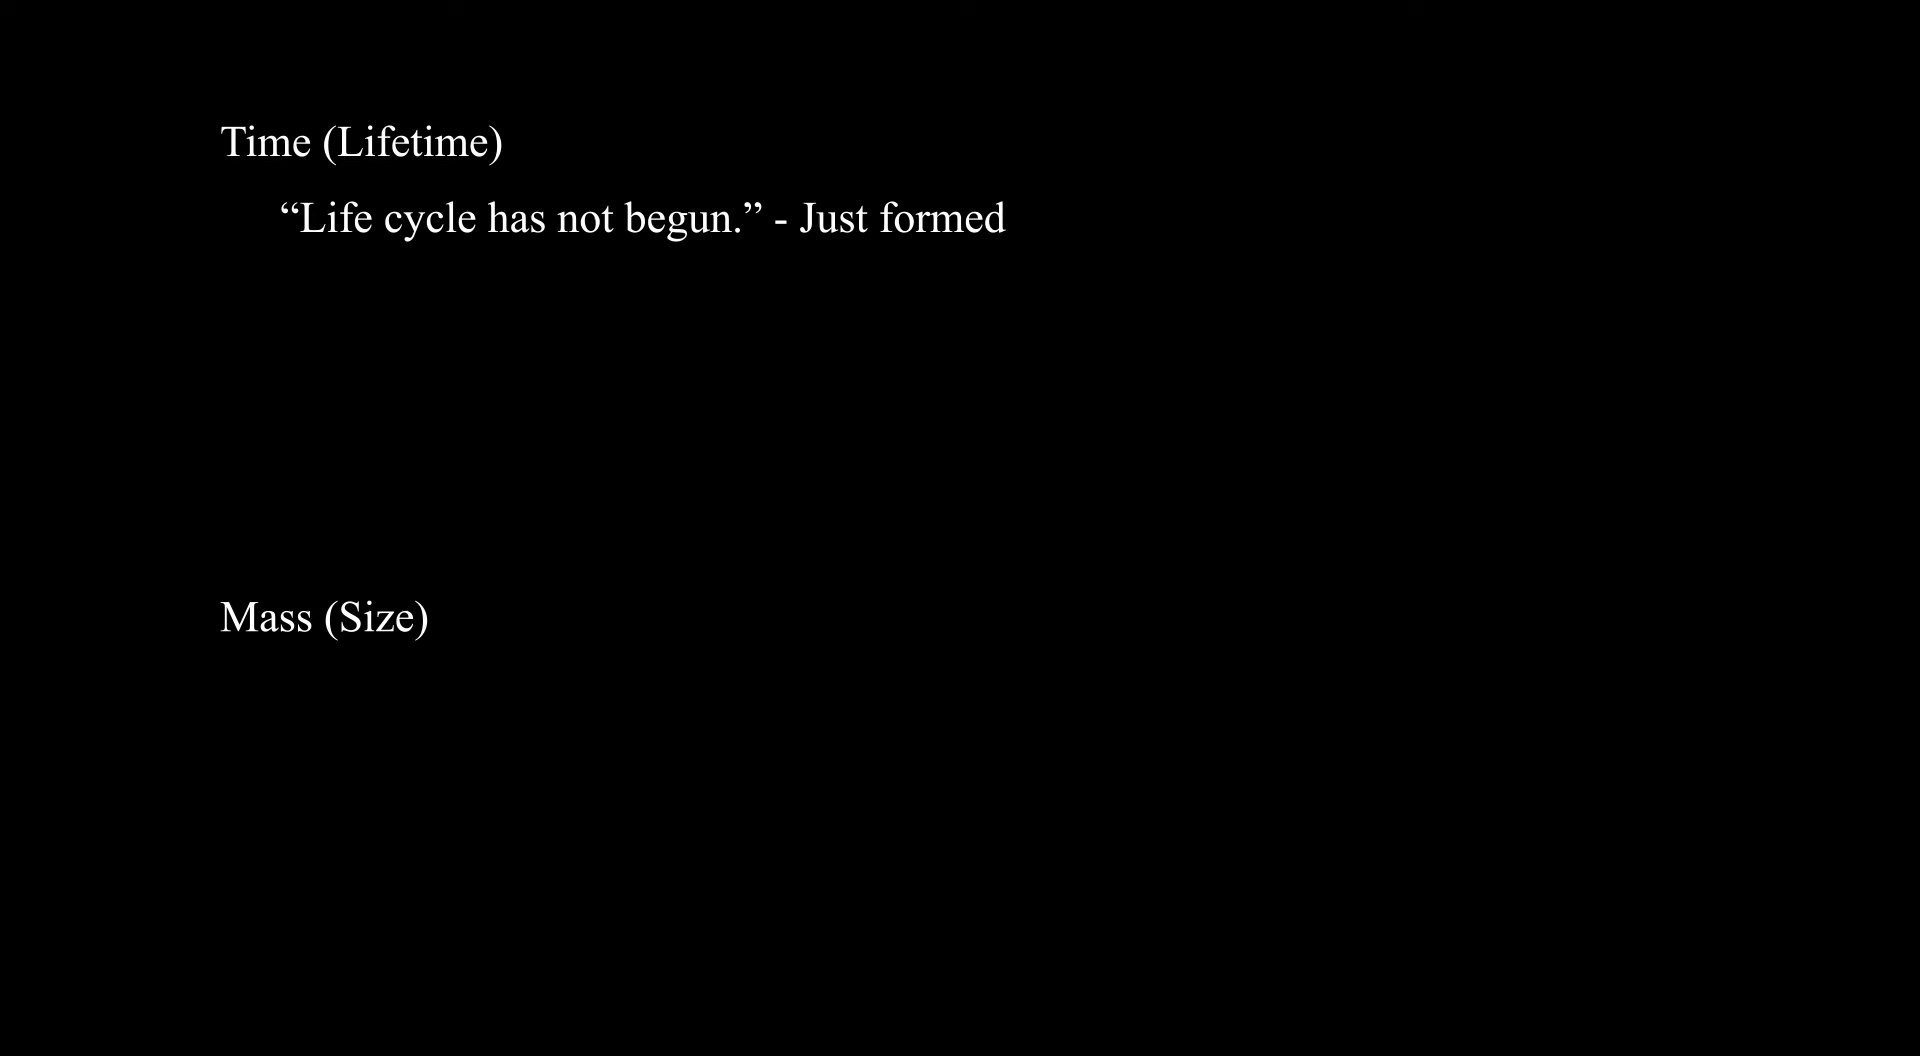 Time (Lifetime)
“Life cycle has not begun.” - Just formed
Mass (Size)